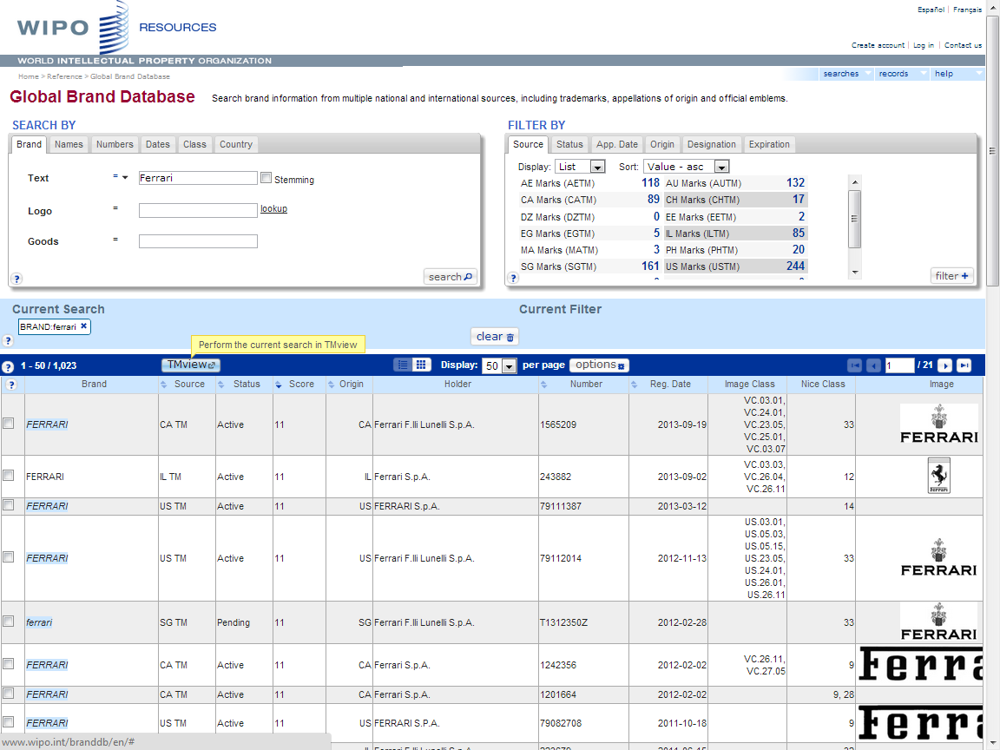 Español | Français
WIPO RESOURCES
Create account | Log in | Contact us
WORLD INTELLECTUAL PROPERTY ORGANIZATION
Home > Reference > Global Brand Database
searches records help
Global Brand Database Search brand information from multiple national and international sources, including trademarks, appellations of origin and official emblems.
SEARCH BY
Brand Names Numbers Dates Class Country
Text = Ferrari Stemming
Logo = lookup
Goods =
? search
FILTER BY
Source Status App. Date Origin Designation Expiration
Display: List Sort: Value - asc
AE Marks (AETM) 118 AU Marks (AUTM) 132
CA Marks (CATM) 89 CH Marks (CHTM) 17
DZ Marks (DZTM) 0 EE Marks (EETM) 2
EG Marks (EGTM) 5 IL Marks (ILTM) 85
MA Marks (MATM) 3 PH Marks (PHTM) 20
SG Marks (SGTM) 161 US Marks (USTM) 244
? filter +
Current Search Current Filter
BRAND:ferrari ×
? clear
Perform the current search in TMview
? 1 - 50 / 1,023 TMview Display: 50 per page options 1 / 21
? Brand Source Status Score Origin Holder Number Reg. Date Image Class Nice Class Image
FERRARI CA TM Active 11 CA Ferrari F.lli Lunelli S.p.A. 1565209 2013-09-19 VC.03.01,
VC.24.01,
VC.23.05,
VC.25.01,
VC.03.07
33 FERRARI
FERRARI IL TM Active 11 IL Ferrari S.p.A. 243882 2013-09-02 VC.03.03,
VC.26.04,
VC.26.11
12 Ferrari
FERRARI US TM Active 11 US FERRARI S.p.A. 79111387 2013-03-12 14
FERRARI US TM Active 11 US Ferrari F.lli Lunelli S.p.A. 79112014 2012-11-13 US.03.01,
US.05.03,
US.05.15,
US.23.05,
US.24.01,
US.26.01,
US.26.11
33 FERRARI
ferrari SG TM Pending 11 SG Ferrari F.lli Lunelli S.p.A. T1312350Z 2012-02-28 33 FERRARI
FERRARI CA TM Active 11 CA Ferrari S.p.A. 1242356 2012-02-02 VC.26.11,
VC.27.05
9 Ferra
FERRARI CA TM Active 11 CA Ferrari S.p.A. 1201664 2012-02-02 9, 28
FERRARI US TM Active 11 US FERRARI S.P.A. 79082708 2011-10-18 9 Ferra
www.wipo.int/branddb/en/#